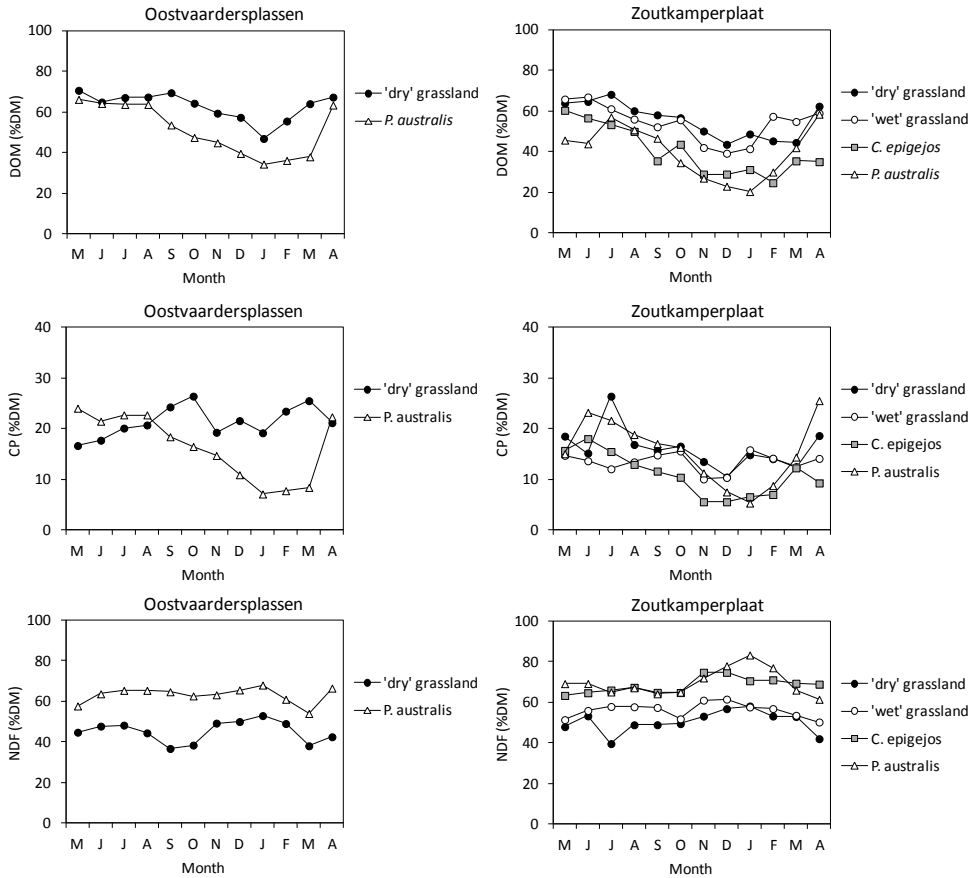 Oostvaardersplassen
100
80
60
40
20
0
DOM (%DM)
M J J A S O N D J F M A
Month
'dry' grassland
P. australis
Zoutkamperplaat
100
80
60
40
20
0
DOM (%DM)
M J J A S O N D J F M A
Month
'dry' grassland
'wet' grassland
C. epigejos
P. australis
Oostvaardersplassen
40
30
20
10
0
CP (%DM)
M J J A S O N D J F M A
Month
'dry' grassland
P. australis
Zoutkamperplaat
40
30
20
10
0
CP (%DM)
M J J A S O N D J F M A
Month
'dry' grassland
'wet' grassland
C. epigejos
P. australis
Oostvaardersplassen
100
80
60
40
20
0
NDF (%DM)
M J J A S O N D J F M A
Month
'dry' grassland
P. australis
Zoutkamperplaat
100
80
60
40
20
0
NDF (%DM)
M J J A S O N D J F M A
Month
'dry' grassland
'wet' grassland
C. epigejos
P. australis